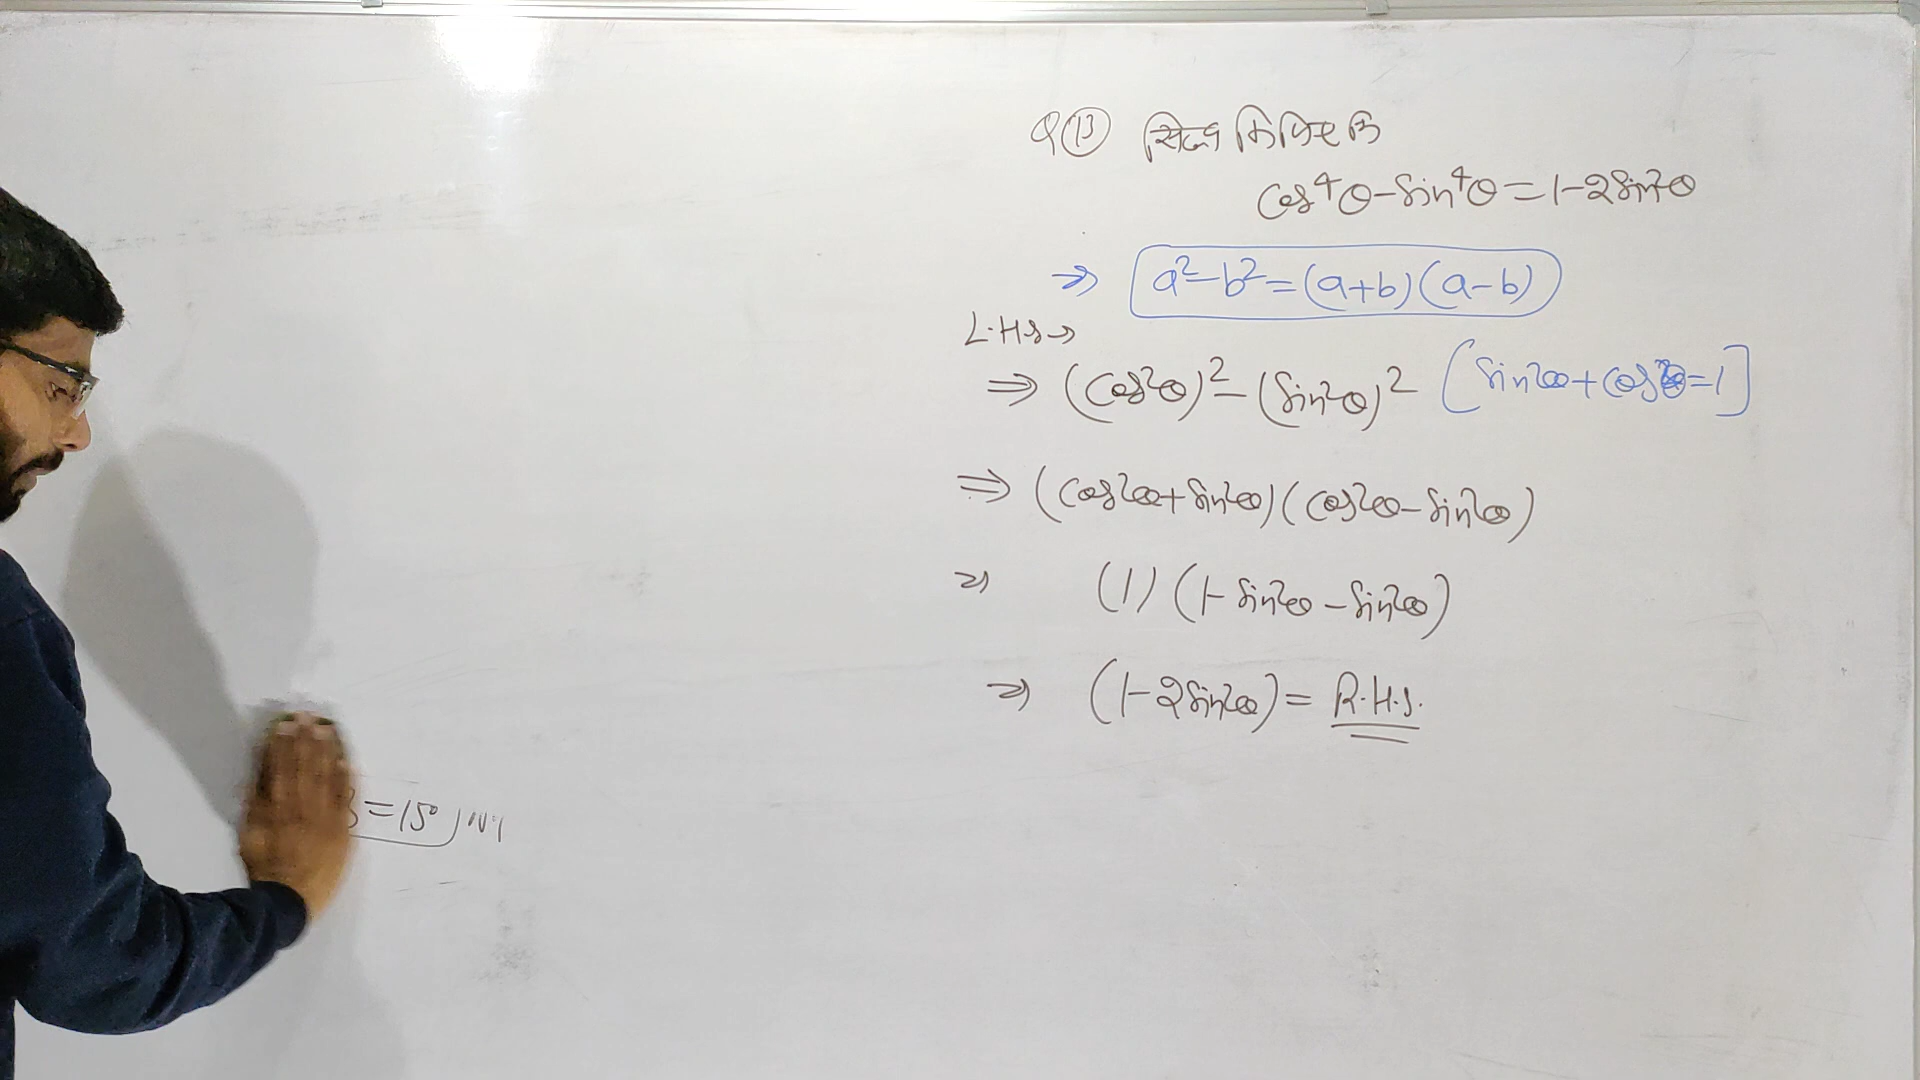 Q 13 सिद्ध कीजिए कि
cos⁴θ-sin⁴θ=1-2sin²θ
⇒ a²-b²=(a+b)(a-b)
L.H.S→
⇒ (cos²θ)²-(sin²θ)² [sin²θ+cos²θ=1]
⇒ (cos²θ+sin²θ)(cos²θ-sin²θ)
⇒ (1)(1-sin²θ-sin²θ)
⇒ (1-2sin²θ)= R.H.S.
=15°